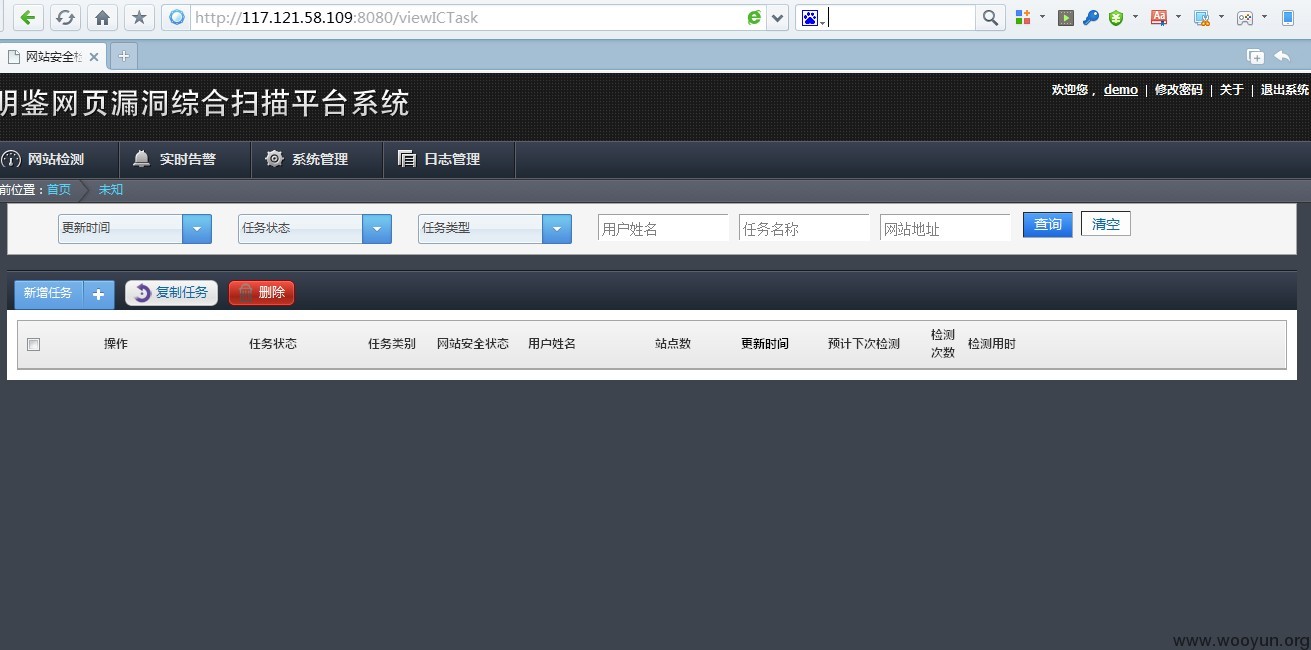 http://117.121.58.109:8080/viewICTask
网站安全检
明鉴网页漏洞综合扫描平台系统
欢迎您， demo | 修改密码 | 关于 | 退出系统
网站检测 实时告警 系统管理 日志管理
前位置：首页 未知
更新时间 任务状态 任务类型 用户姓名 任务名称 网站地址 查询 清空
新增任务 + 复制任务 删除
操作 任务状态 任务类别 网站安全状态 用户姓名 站点数 更新时间 预计下次检测 检测次数 检测用时
www.wooyun.org